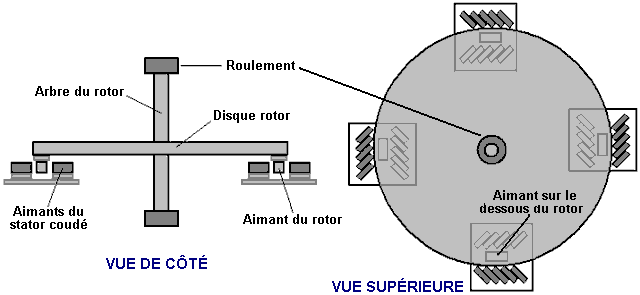 Roulement
Arbre du rotor
Disque rotor
Aimants du
stator coudé
Aimant du rotor
Aimant sur le
dessous du rotor
VUE DE CÔTÉ
VUE SUPÉRIEURE